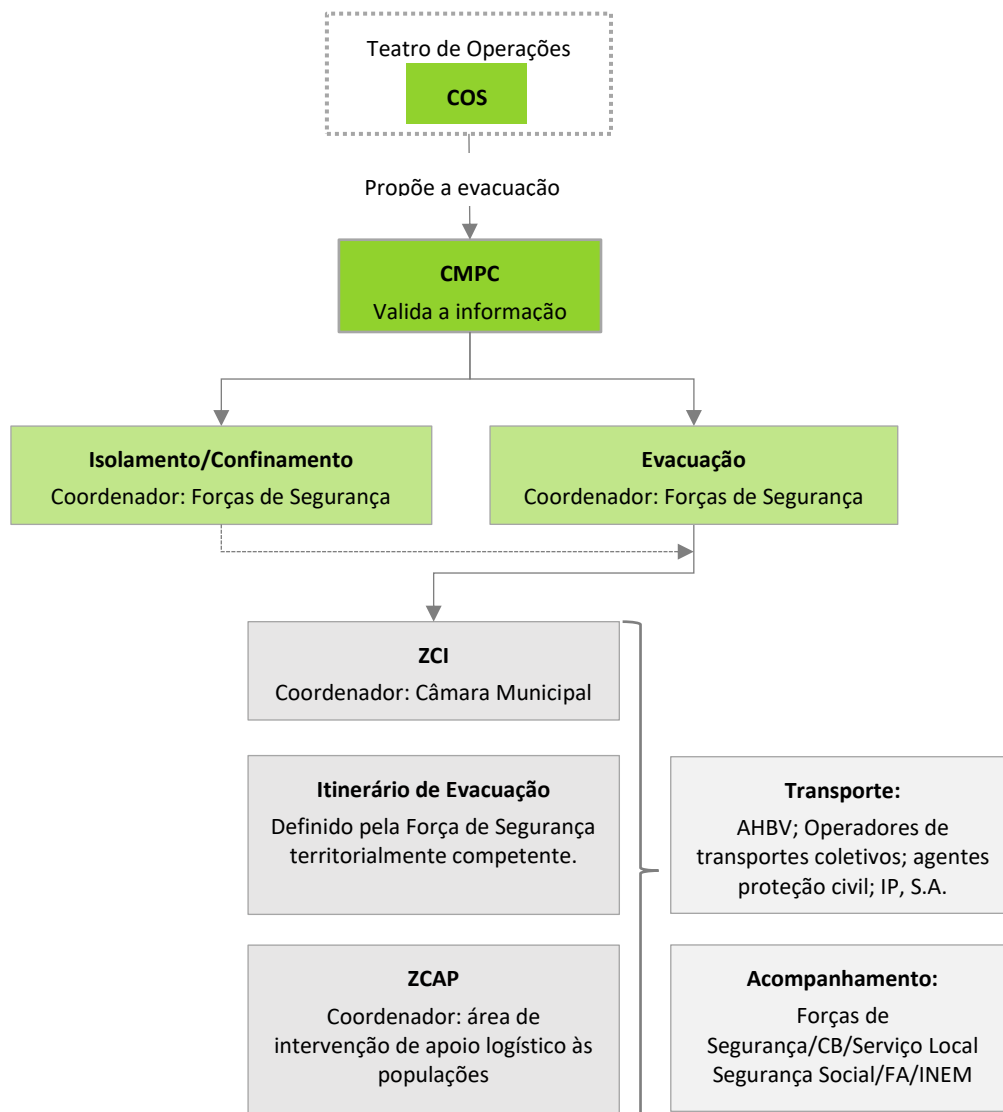 Teatro de Operações
COS
Propõe a evacuação
CMPC
Valida a informação
Isolamento/Confinamento
Coordenador: Forças de Segurança
Evacuação
Coordenador: Forças de Segurança
ZCI
Coordenador: Câmara Municipal
Itinerário de Evacuação
Definido pela Força de Segurança
territorialmente competente.
Transporte:
AHBV; Operadores de
transportes coletivos; agentes
proteção civil; IP, S.A.
ZCAP
Coordenador: área de
intervenção de apoio logístico às
populações
Acompanhamento:
Forças de
Segurança/CB/Serviço Local
Segurança Social/FA/INEM